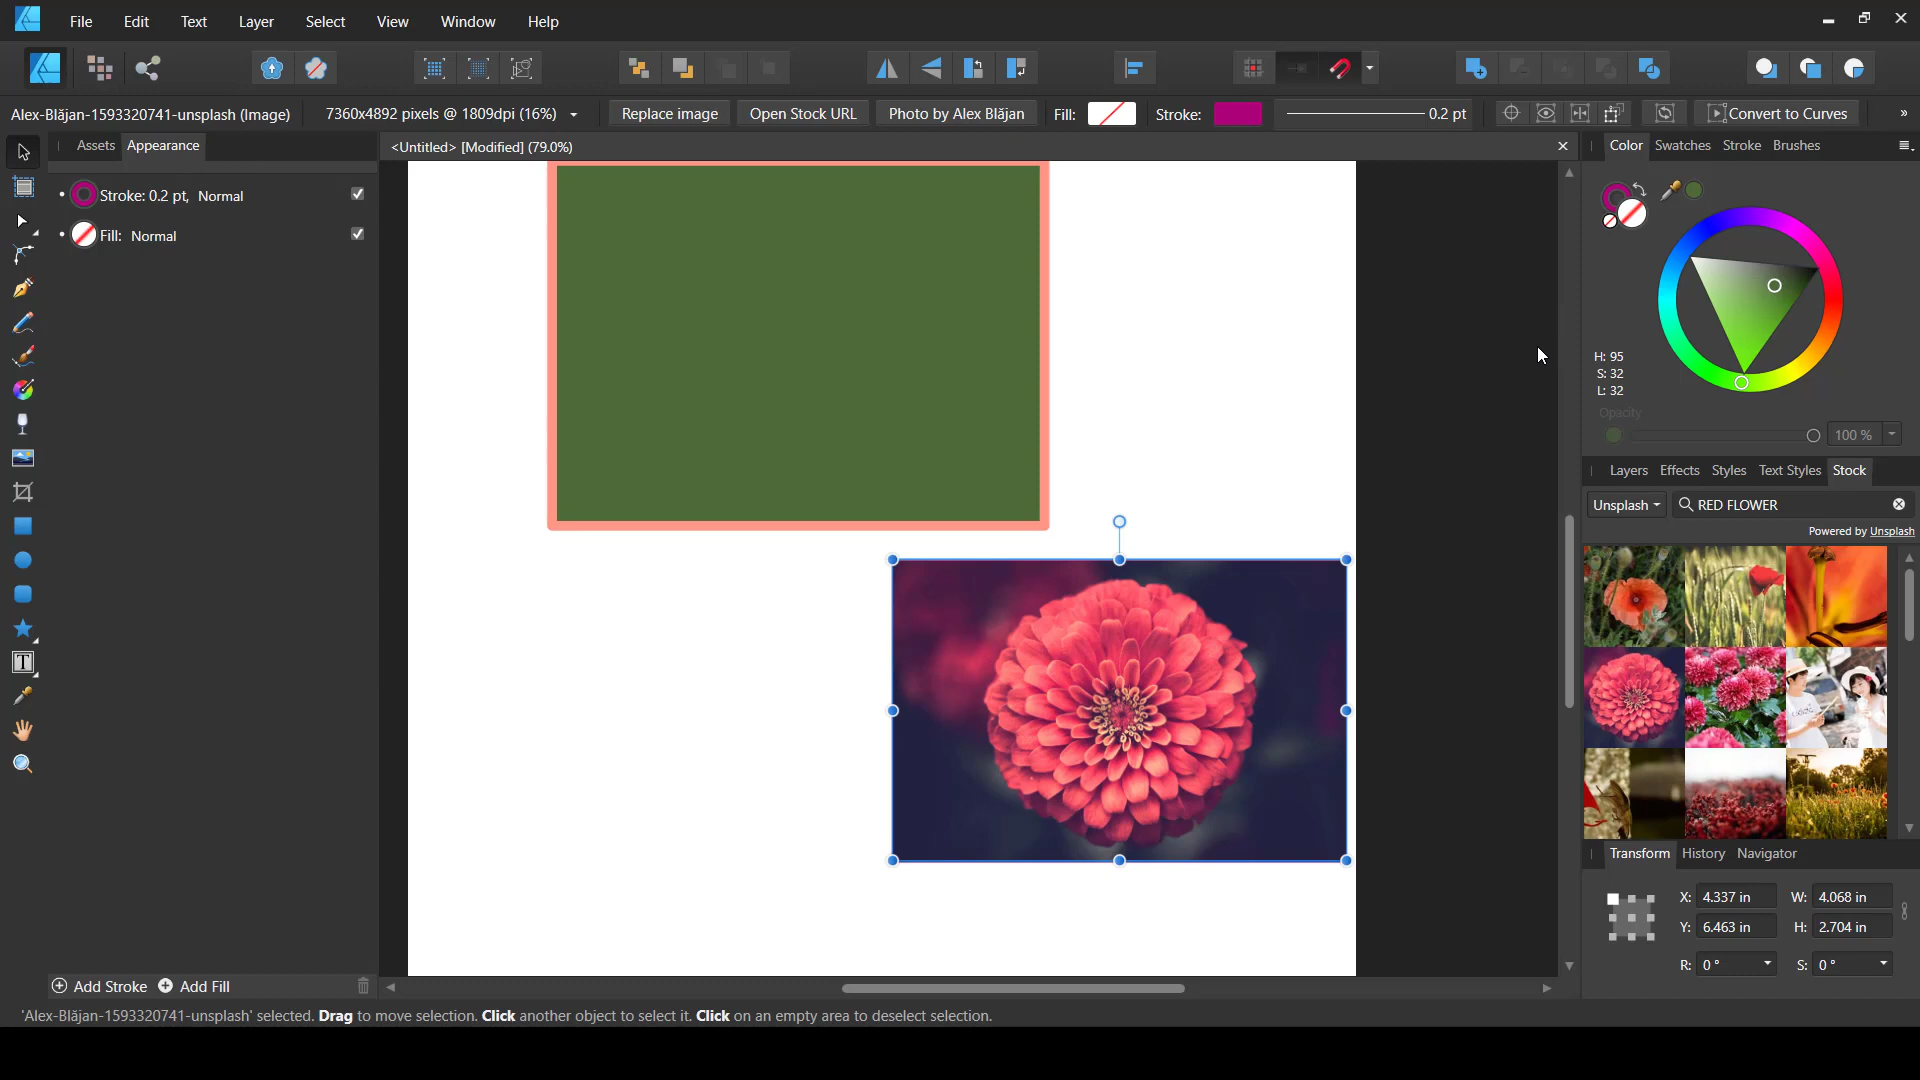 File Edit Text Layer Select View Window Help
Alex-Blăjan-1593320741-unsplash (Image) 7360x4892 pixels @ 1809dpi (16%) Replace image Open Stock URL Photo by Alex Blăjan Fill: Stroke: 0.2 pt Convert to Curves »
Assets Appearance
<Untitled> [Modified] (79.0%)
Color Swatches Stroke Brushes
Stroke: 0.2 pt, Normal
Fill: Normal
H: 95
S: 32
L: 32
Opacity
100 %
Layers Effects Styles Text Styles Stock
Unsplash RED FLOWER
Powered by Unsplash
Transform History Navigator
X: 4.337 in W: 4.068 in
Y: 6.463 in H: 2.704 in
R: 0 ° S: 0 °
Add Stroke Add Fill
'Alex-Blăjan-1593320741-unsplash' selected. Drag to move selection. Click another object to select it. Click on an empty area to deselect selection.